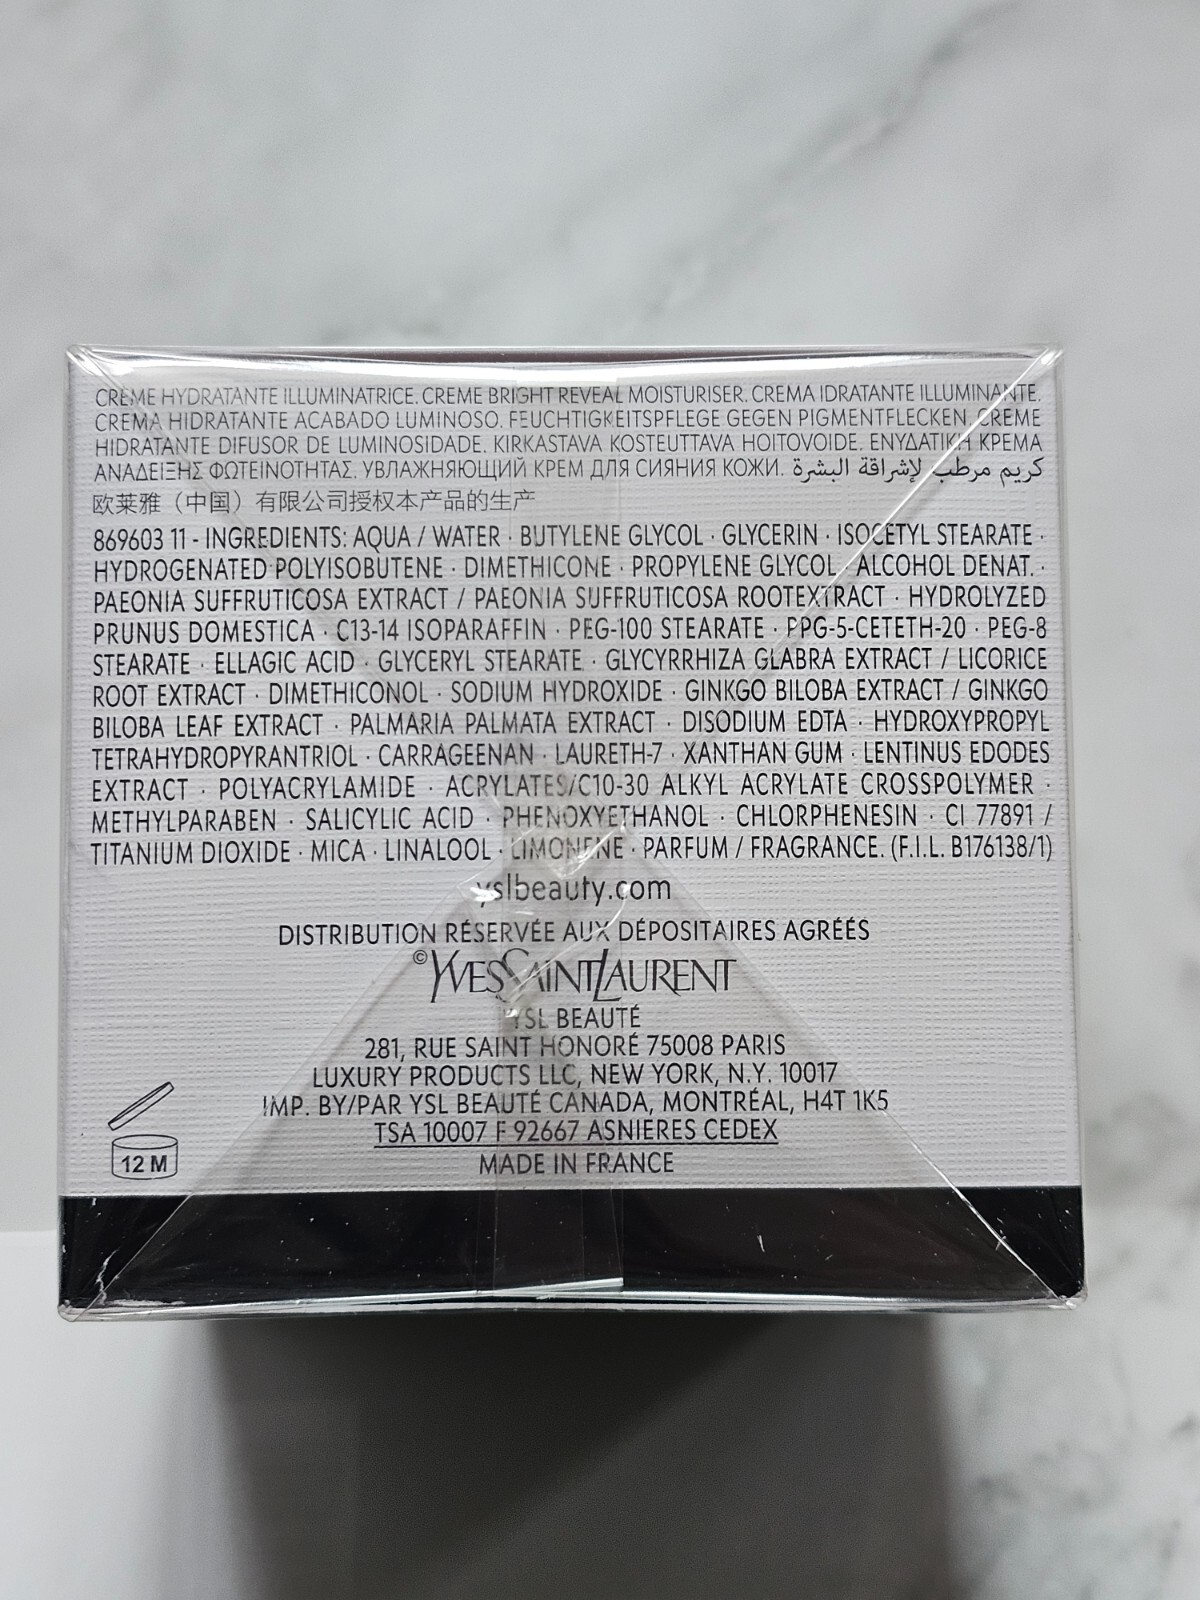 CRÈME HYDRATANTE ILLUMINATRICE. CREME BRIGHT REVEAL MOISTURISER. CREMA IDRATANTE ILLUMINANTE.
CREMA HIDRATANTE ACABADO LUMINOSO. FEUCHTIGKEITSPFLEGE GEGEN PIGMENTFLECKEN. CREME
HIDRATANTE DIFUSOR DE LUMINOSIDADE. KIRKASTAVA KOSTEUTTAVA HOITOVOIDE. ΕΝΥΔΑΤΙΚΗ ΚΡΕΜΑ
ΑΝΑΔΕΙΞΗΣ ΦΩΤΕΙΝΟΤΗΤΑΣ. УВЛАЖНЯЮЩИЙ КРЕМ ДЛЯ СИЯНИЯ КОЖИ. كريم مرطب لإشراقة البشرة
欧莱雅（中国）有限公司授权本产品的生产
869603 11 - INGREDIENTS: AQUA / WATER · BUTYLENE GLYCOL · GLYCERIN · ISOCETYL STEARATE ·
HYDROGENATED POLYISOBUTENE · DIMETHICONE · PROPYLENE GLYCOL · ALCOHOL DENAT. ·
PAEONIA SUFFRUTICOSA EXTRACT / PAEONIA SUFFRUTICOSA ROOTEXTRACT · HYDROLYZED
PRUNUS DOMESTICA · C13-14 ISOPARAFFIN · PEG-100 STEARATE · PPG-5-CETETH-20 · PEG-8
STEARATE · ELLAGIC ACID · GLYCERYL STEARATE · GLYCYRRHIZA GLABRA EXTRACT / LICORICE
ROOT EXTRACT · DIMETHICONOL · SODIUM HYDROXIDE · GINKGO BILOBA EXTRACT / GINKGO
BILOBA LEAF EXTRACT · PALMARIA PALMATA EXTRACT · DISODIUM EDTA · HYDROXYPROPYL
TETRAHYDROPYRANTRIOL · CARRAGEENAN · LAURETH-7 · XANTHAN GUM · LENTINUS EDODES
EXTRACT · POLYACRYLAMIDE · ACRYLATES/C10-30 ALKYL ACRYLATE CROSSPOLYMER ·
METHYLPARABEN · SALICYLIC ACID · PHENOXYETHANOL · CHLORPHENESIN · CI 77891 /
TITANIUM DIOXIDE · MICA · LINALOOL · LIMONENE · PARFUM / FRAGRANCE. (F.I.L. B176138/1)
yslbeauty.com
DISTRIBUTION RÉSERVÉE AUX DÉPOSITAIRES AGRÉÉS
©YVESSAINTLAURENT
YSL BEAUTÉ
281, RUE SAINT HONORÉ 75008 PARIS
LUXURY PRODUCTS LLC, NEW YORK, N.Y. 10017
IMP. BY/PAR YSL BEAUTÉ CANADA, MONTRÉAL, H4T 1K5
TSA 10007 F 92667 ASNIERES CEDEX
12 M
MADE IN FRANCE